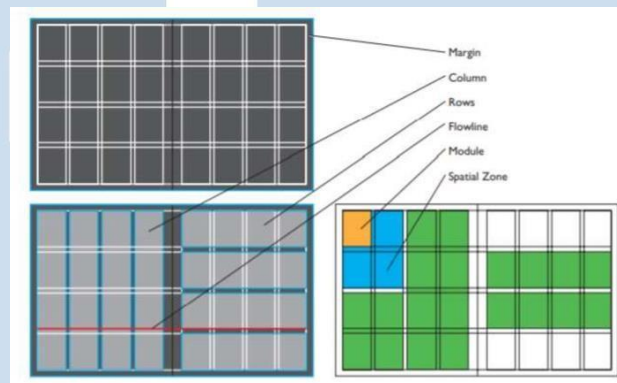 Margin
Column
Rows
Flowline
Module
Spatial Zone